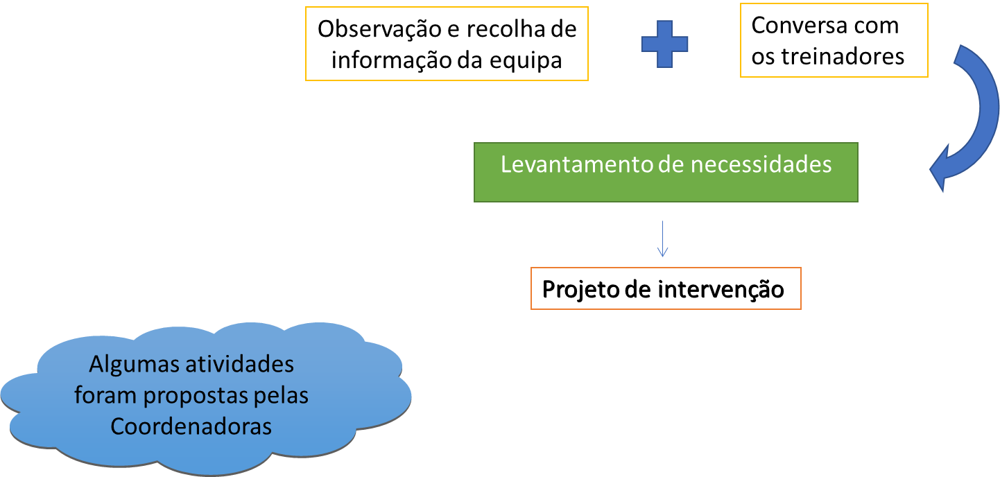 Observação e recolha de
informação da equipa
Conversa com
os treinadores
Levantamento de necessidades
Projeto de intervenção
Algumas atividades
foram propostas pelas
Coordenadoras